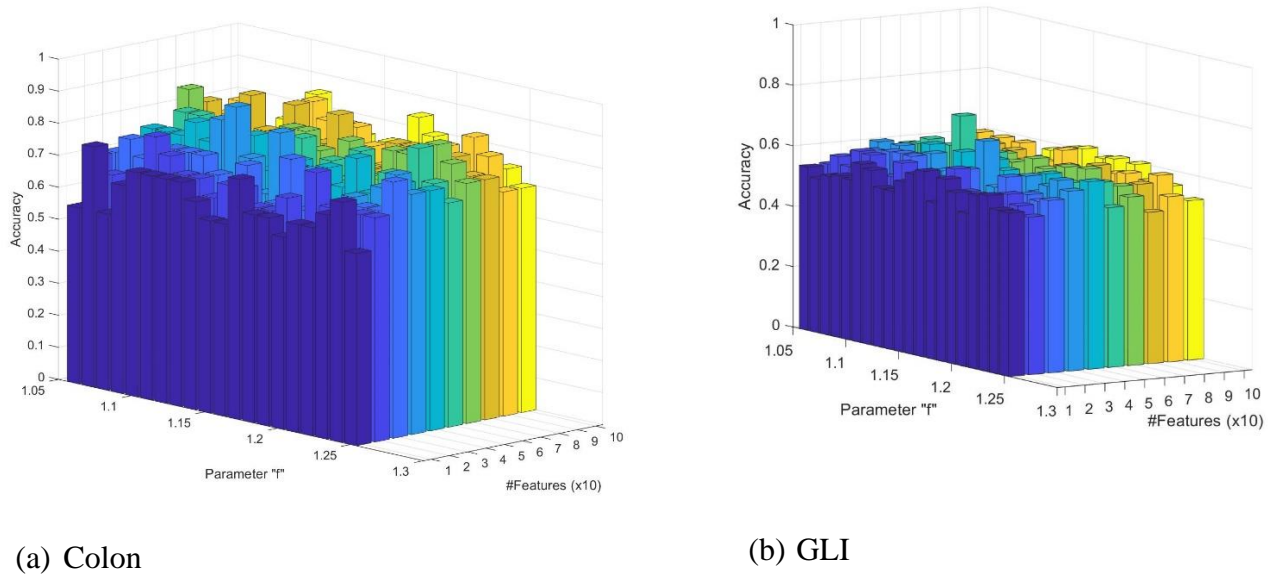 1
0.9
0.8
0.7
0.6
0.5
0.4
0.3
0.2
0.1
0
Accuracy
1.05
1.1
1.15
1.2
1.25
1.3
Parameter "f"
1 2 3 4 5 6 7 8 9 10
#Features (x10)
(a) Colon
1
0.8
0.6
0.4
0.2
0
Accuracy
1.05
1.1
1.15
1.2
1.25
1.3
Parameter "f"
1 2 3 4 5 6 7 8 9 10
#Features (x10)
(b) GLI